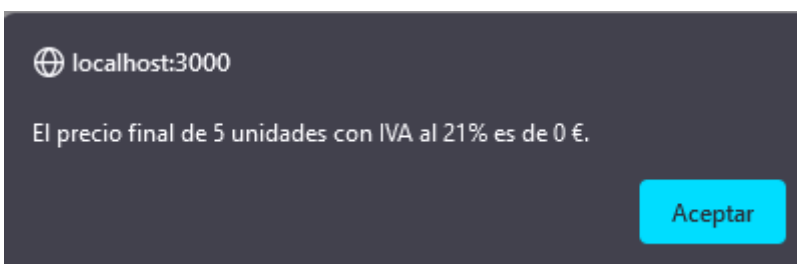 localhost:3000
El precio final de 5 unidades con IVA al 21% es de 0 €.
Aceptar